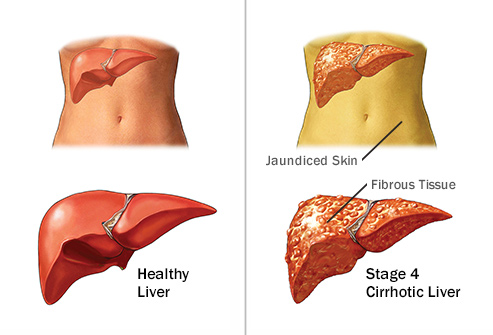 Jaundiced Skin
Fibrous Tissue
Healthy
Liver
Stage 4
Cirrhotic Liver